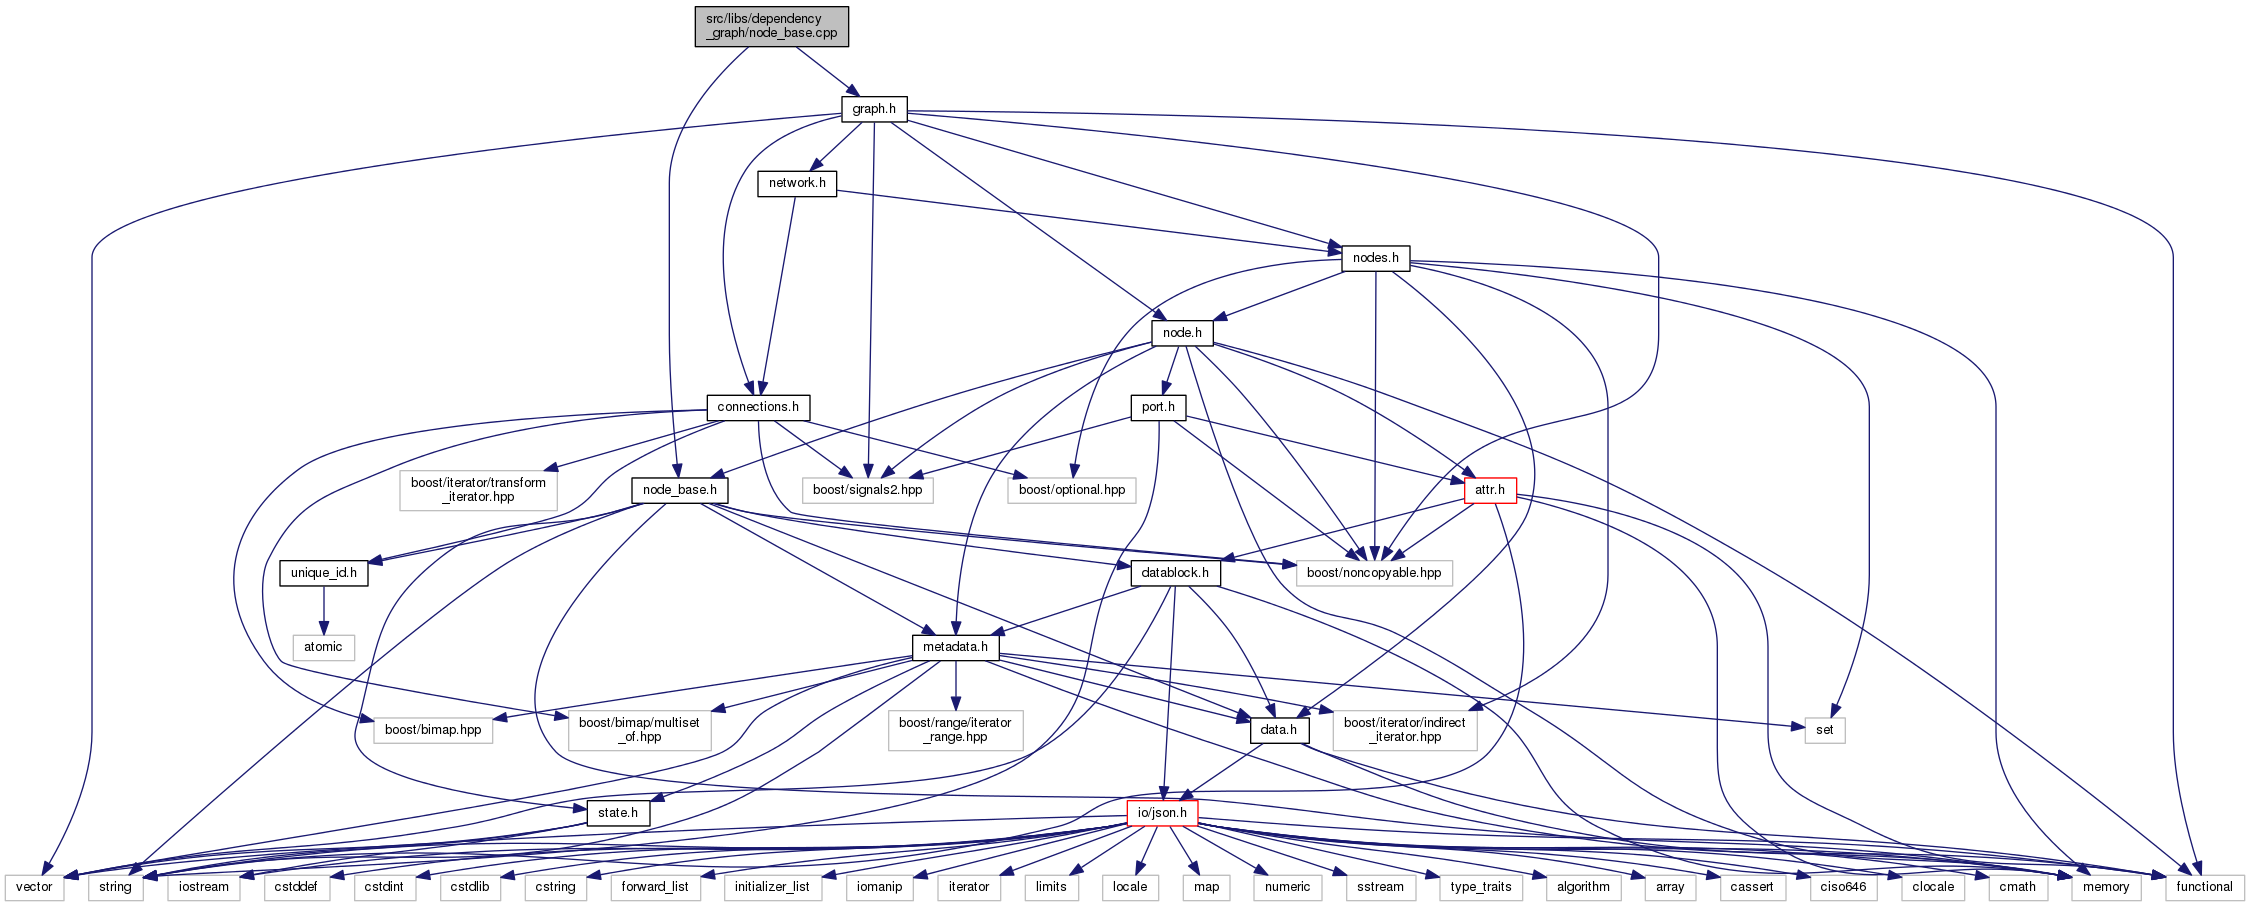 src/libs/dependency
_graph/node_base.cpp
graph.h
network.h
nodes.h
node.h
connections.h
port.h
boost/iterator/transform
_iterator.hpp
node_base.h
boost/signals2.hpp
boost/optional.hpp
attr.h
unique_id.h
datablock.h
boost/noncopyable.hpp
atomic
metadata.h
boost/bimap.hpp
boost/bimap/multiset
_of.hpp
boost/range/iterator
_range.hpp
data.h
boost/iterator/indirect
_iterator.hpp
set
state.h
io/json.h
vector
string
iostream
cstddef
cstdint
cstdlib
cstring
forward_list
initializer_list
iomanip
iterator
limits
locale
map
numeric
sstream
type_traits
algorithm
array
cassert
ciso646
clocale
cmath
memory
functional